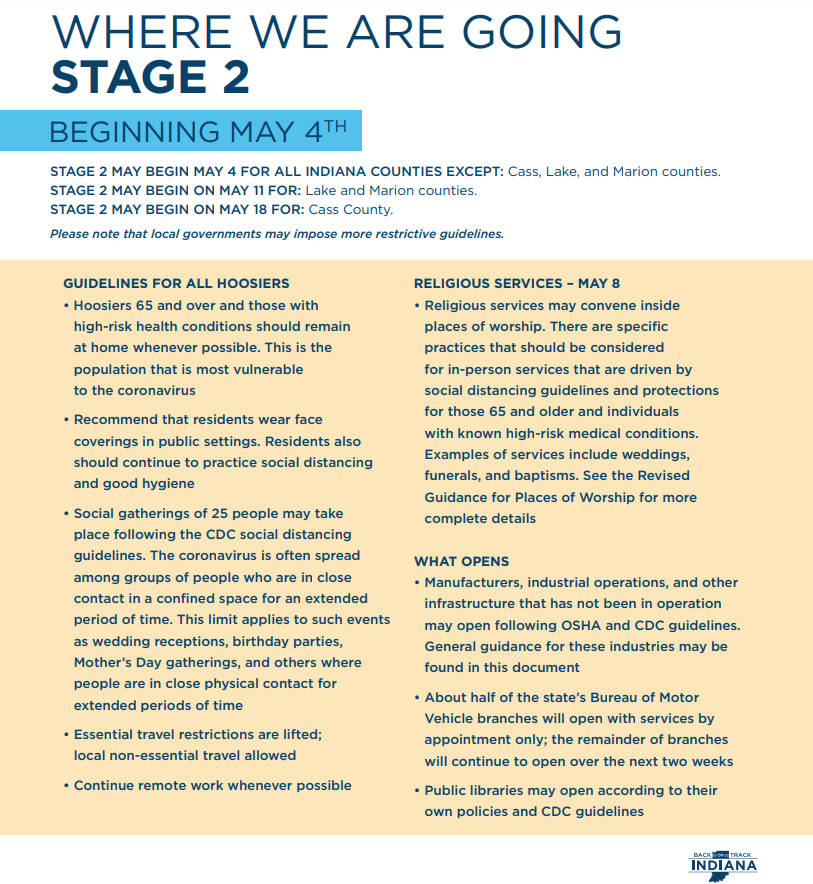 WHERE WE ARE GOING
STAGE 2
BEGINNING MAY 4TH
STAGE 2 MAY BEGIN MAY 4 FOR ALL INDIANA COUNTIES EXCEPT: Cass, Lake, and Marion counties.
STAGE 2 MAY BEGIN ON MAY 11 FOR: Lake and Marion counties.
STAGE 2 MAY BEGIN ON MAY 18 FOR: Cass County.
Please note that local governments may impose more restrictive guidelines.
GUIDELINES FOR ALL HOOSIERS
• Hoosiers 65 and over and those with
high-risk health conditions should remain
at home whenever possible. This is the
population that is most vulnerable
to the coronavirus
• Recommend that residents wear face
coverings in public settings. Residents also
should continue to practice social distancing
and good hygiene
• Social gatherings of 25 people may take
place following the CDC social distancing
guidelines. The coronavirus is often spread
among groups of people who are in close
contact in a confined space for an extended
period of time. This limit applies to such events
as wedding receptions, birthday parties,
Mother's Day gatherings, and others where
people are in close physical contact for
extended periods of time
• Essential travel restrictions are lifted;
local non-essential travel allowed
• Continue remote work whenever possible
RELIGIOUS SERVICES – MAY 8
• Religious services may convene inside
places of worship. There are specific
practices that should be considered
for in-person services that are driven by
social distancing guidelines and protections
for those 65 and older and individuals
with known high-risk medical conditions.
Examples of services include weddings,
funerals, and baptisms. See the Revised
Guidance for Places of Worship for more
complete details
WHAT OPENS
• Manufacturers, industrial operations, and other
infrastructure that has not been in operation
may open following OSHA and CDC guidelines.
General guidance for these industries may be
found in this document
• About half of the state's Bureau of Motor
Vehicle branches will open with services by
appointment only; the remainder of branches
will continue to open over the next two weeks
• Public libraries may open according to their
own policies and CDC guidelines
BACK TRACK
INDIANA